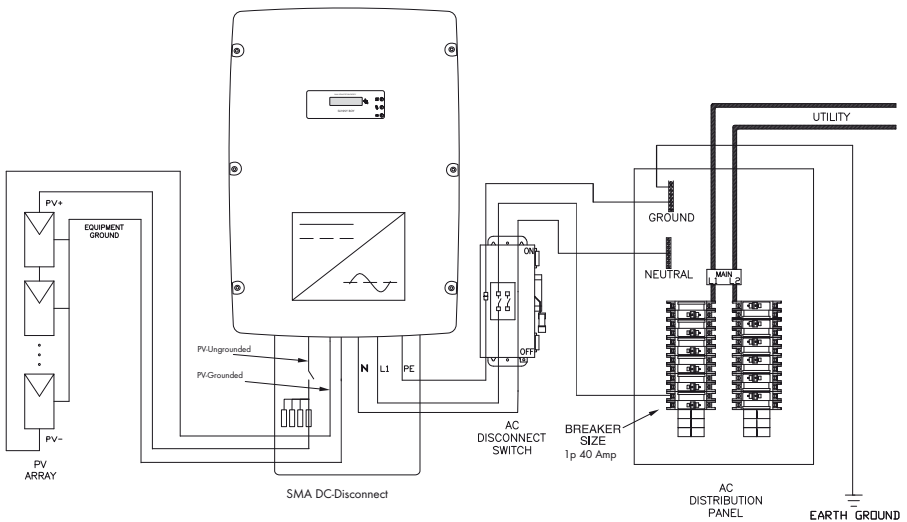 UTILITY
PV+
EQUIPMENT
GROUND
GROUND
ON
NEUTRAL
MAIN
L1 L2
PV-Ungrounded
OFF
N L1 PE
PV-Grounded
PV-
PV
ARRAY
AC
DISCONNECT
SWITCH
BREAKER
SIZE
1p 40 Amp
SMA DC-Disconnect
AC
DISTRIBUTION
PANEL
EARTH GROUND